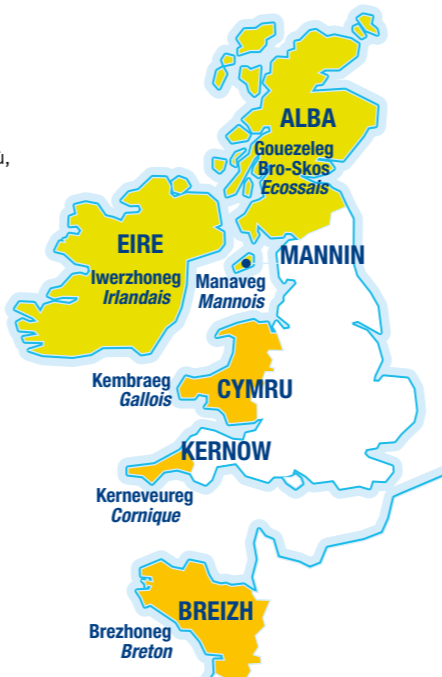 ALBA
Gouezeleg
Bro-Skos
Ecossais
EIRE
Iwerzhoneg
Irlandais
MANNIN
Manaveg
Mannois
Kembraeg
Gallois
CYMRU
KERNOW
Kerneveureg
Cornique
BREIZH
Brezhoneg
Breton